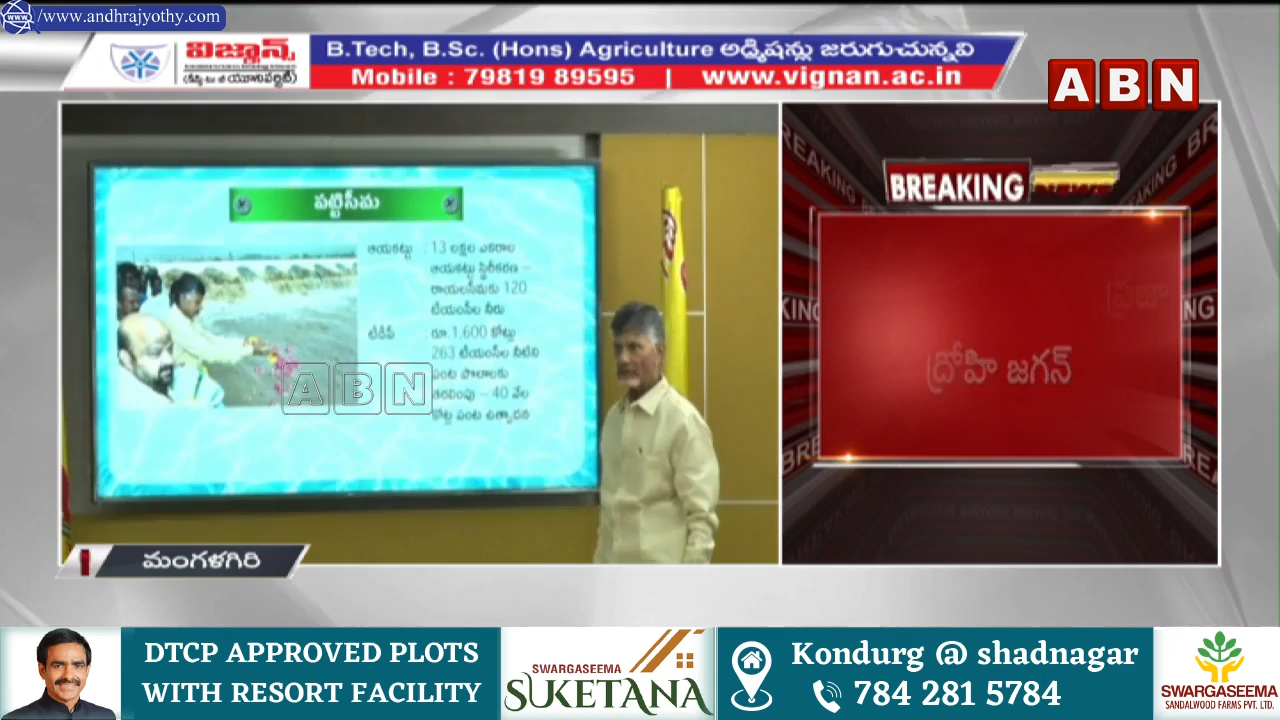 www.andhrajyothy.com
విజ్ఞాన్స్
B.Tech, B.Sc. (Hons) Agriculture అడ్మిషన్లు జరుగుచున్నవి
Mobile : 79819 89595 | www.vignan.ac.in
ABN
పట్టిసీమ
ఆయకట్టు : 13 లక్షల ఎకరాల
ఆయకట్టు స్థిరీకరణ –
రాయలసీమకు 120
టీయంసీల నీరు
టిడిపి : రూ.1,600 కోట్లు
263 టీయంసీల నీటిని
పంట పొలాలకు
తరలింపు – 40 వేల
కోట్ల పంట ఉత్పాదన
ABN
BREAKING
ద్రోహి జగన్
మంగళగిరి
DTCP APPROVED PLOTS
WITH RESORT FACILITY
SWARGASEEMA
SUKETANA
Kondurg @ shadnagar
784 281 5784
SWARGASEEMA
SANDALWOOD FARMS PVT. LTD.